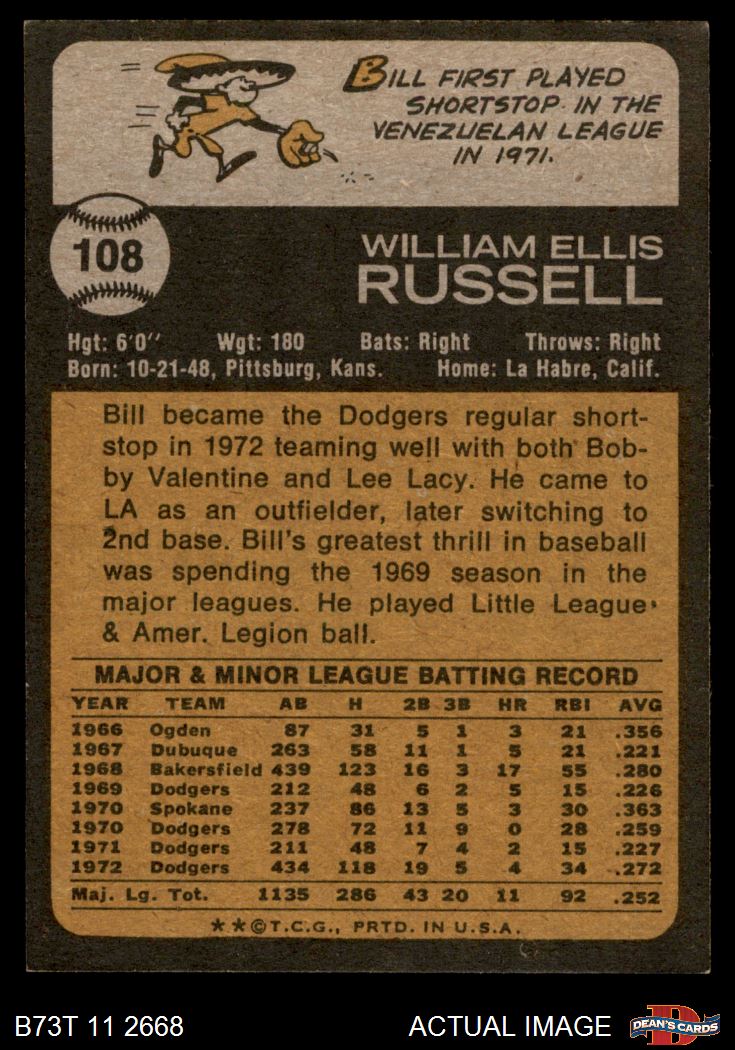 BILL FIRST PLAYED
SHORTSTOP IN THE
VENEZUELAN LEAGUE
IN 1971.
108
WILLIAM ELLIS
RUSSELL
Hgt: 6'0" Wgt: 180 Bats: Right Throws: Right
Born: 10-21-48, Pittsburg, Kans. Home: La Habre, Calif.
Bill became the Dodgers regular short-
stop in 1972 teaming well with both Bob-
by Valentine and Lee Lacy. He came to
LA as an outfielder, later switching to
2nd base. Bill's greatest thrill in baseball
was spending the 1969 season in the
major leagues. He played Little League
& Amer. Legion ball.
MAJOR & MINOR LEAGUE BATTING RECORD
YEAR TEAM AB H 2B 3B HR RBI AVG
1966 Ogden 87 31 5 1 3 21 .356
1967 Dubuque 263 58 11 1 5 21 .221
1968 Bakersfield 439 123 16 3 17 55 .280
1969 Dodgers 212 48 6 2 5 15 .226
1970 Spokane 237 86 13 5 3 30 .363
1970 Dodgers 278 72 11 9 0 28 .259
1971 Dodgers 211 48 7 4 2 15 .227
1972 Dodgers 434 118 19 5 4 34 .272
Maj. Lg. Tot. 1135 286 43 20 11 92 .252
**©T.C.G., PRTD. IN U.S.A.
B73T 11 2668 ACTUAL IMAGE D DEAN'S CARDS